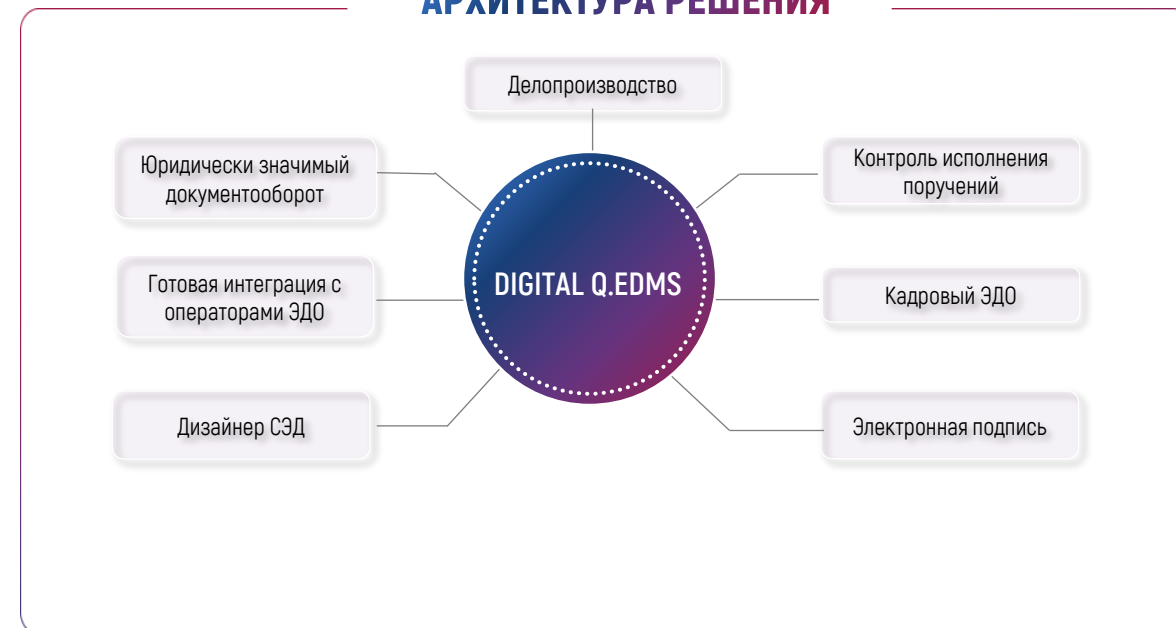 АРХИТЕКТУРА РЕШЕНИЯ
Делопроизводство
Юридически значимый
документооборот
Контроль исполнения
поручений
Готовая интеграция с
операторами ЭДО
DIGITAL Q.EDMS
Кадровый ЭДО
Дизайнер СЭД
Электронная подпись